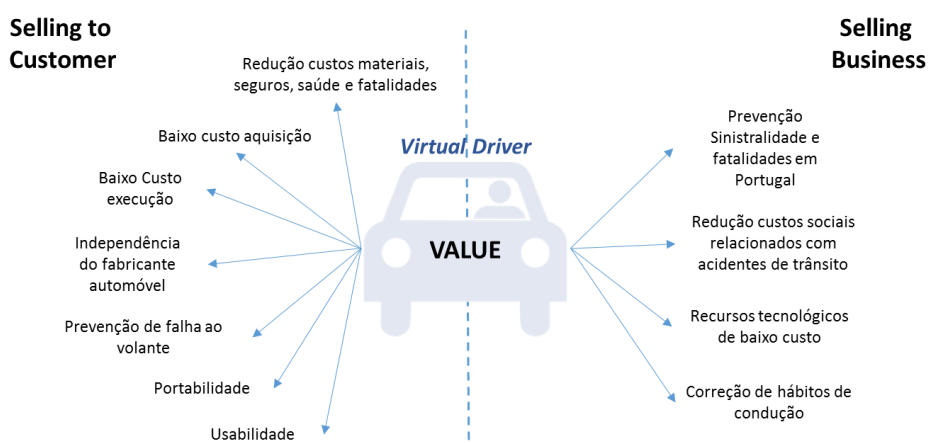 Selling to
Customer
Redução custos materiais,
seguros, saúde e fatalidades
Baixo custo aquisição
Baixo Custo
execução
Independência
do fabricante
automóvel
Prevenção de falha ao
volante
Portabilidade
Usabilidade
Virtual Driver
VALUE
Selling
Business
Prevenção
Sinistralidade e
fatalidades em
Portugal
Redução custos sociais
relacionados com
acidentes de trânsito
Recursos tecnológicos
de baixo custo
Correção de hábitos de
condução